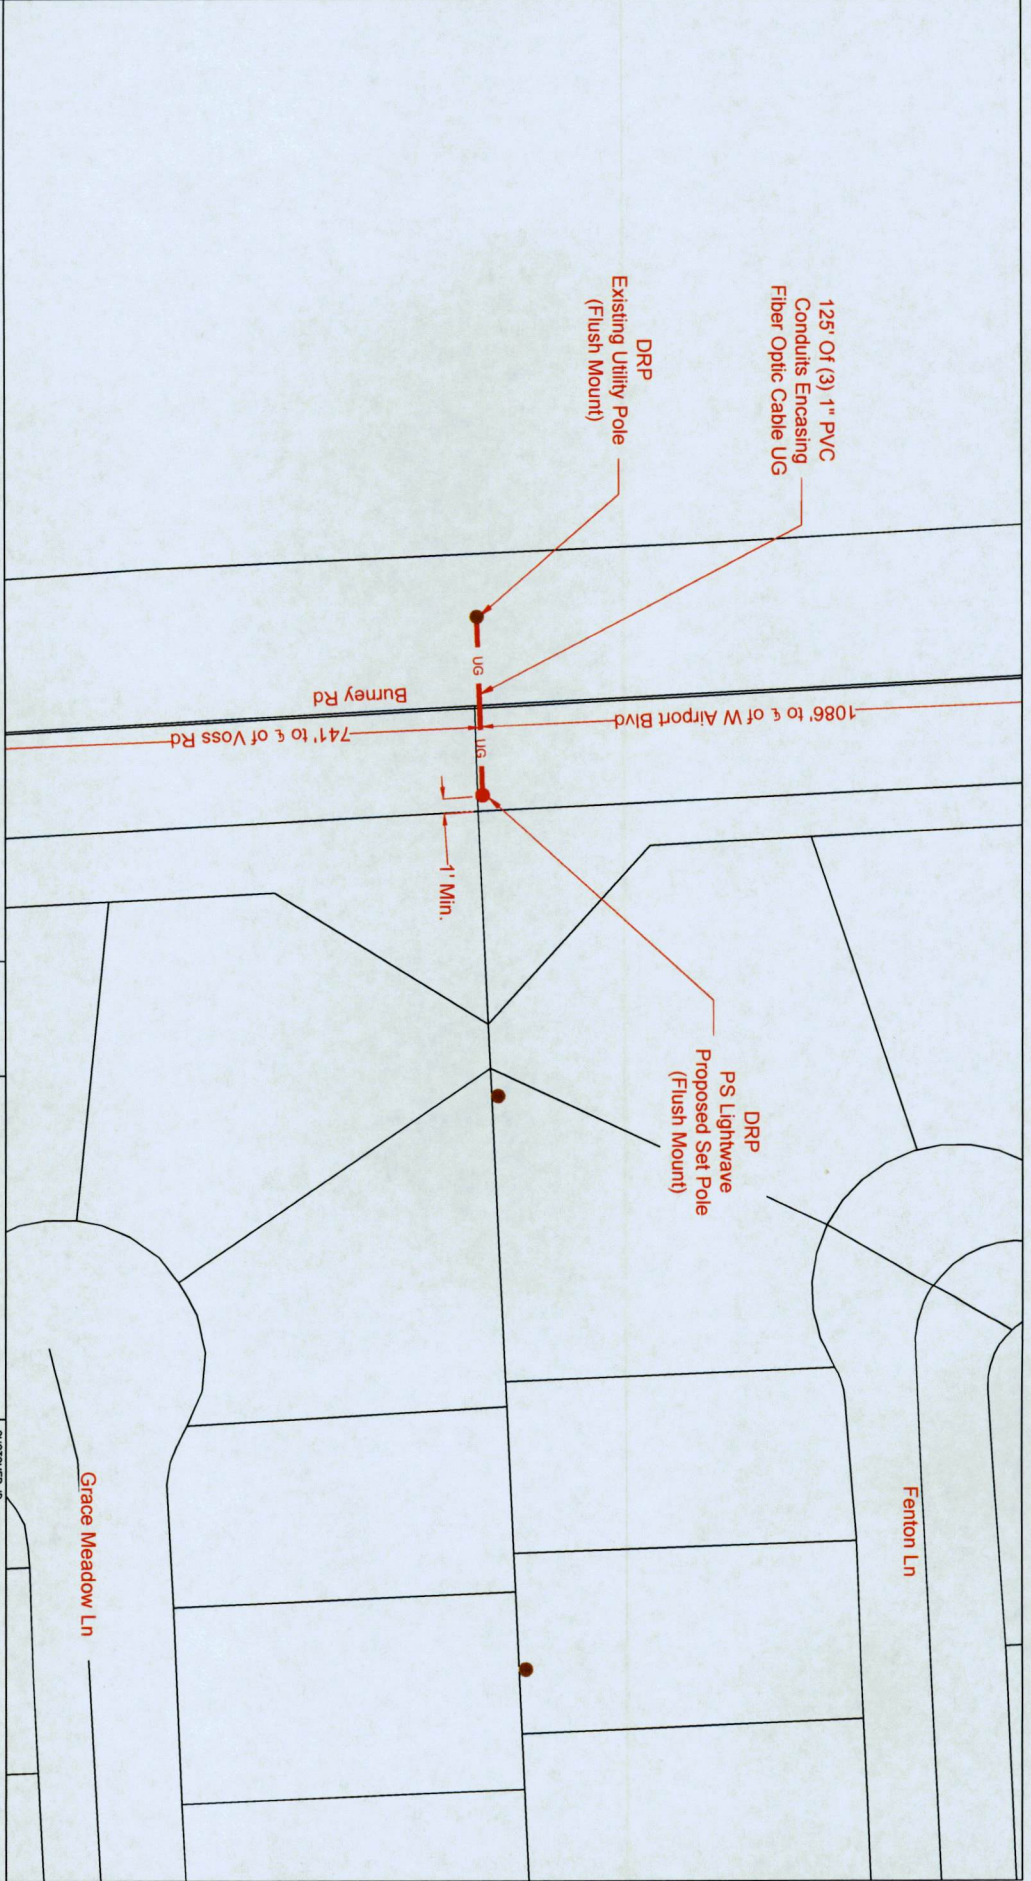 125' Of (3) 1" PVC
Conduits Encasing
Fiber Optic Cable UG
DRP
Existing Utility Pole
(Flush Mount)
UG
UG
Burney Rd
741' to ℄ of Voss Rd
1086' to ℄ of W Airport Blvd
1' Min.
DRP
PS Lightwave
Proposed Set Pole
(Flush Mount)
Fenton Ln
Grace Meadow Ln